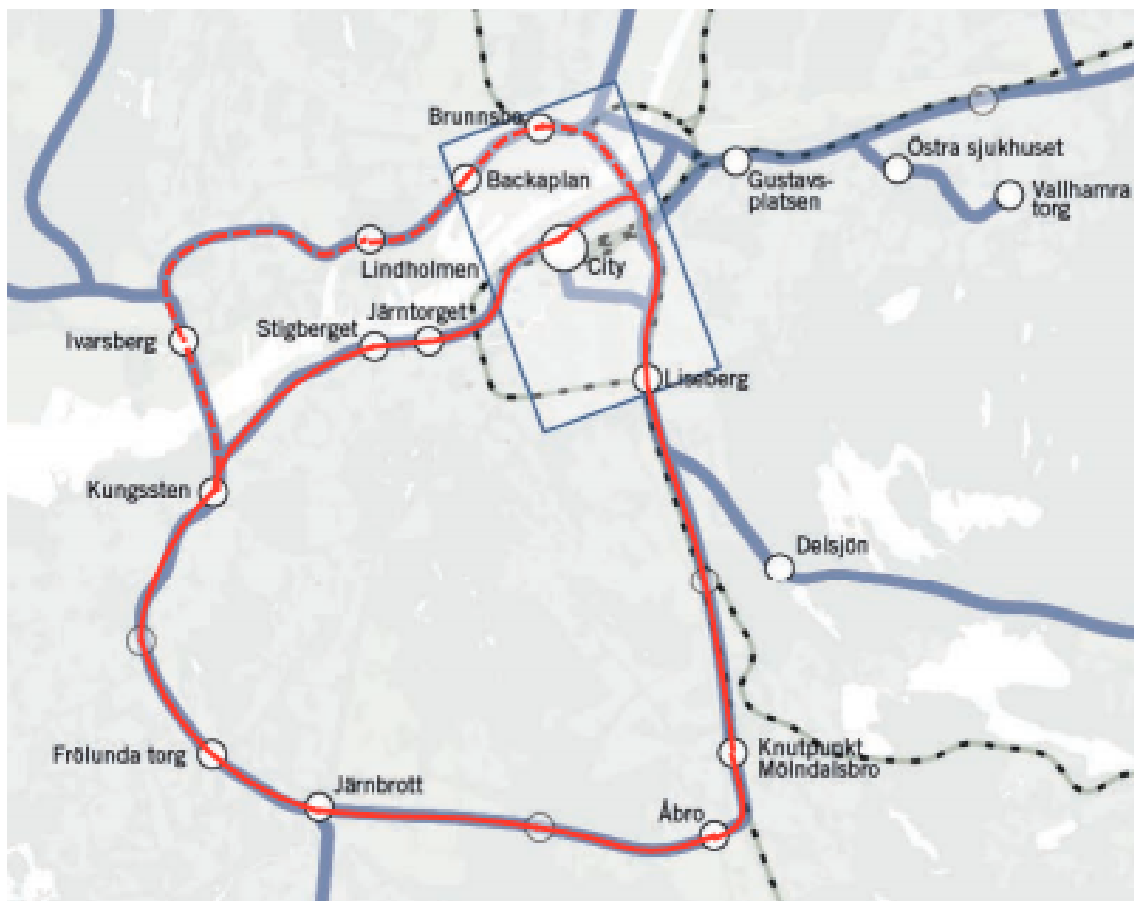 Brunnsbo
Backaplan
Östra sjukhuset
Gustavs-
platsen
Vallhamra
torg
Lindholmen
City
Järntorget
Stigberget
Ivarsberg
Liseberg
Kungssten
Delsjön
Frölunda torg
Järnbrott
Knutpunkt
Mölndalsbro
Åbro